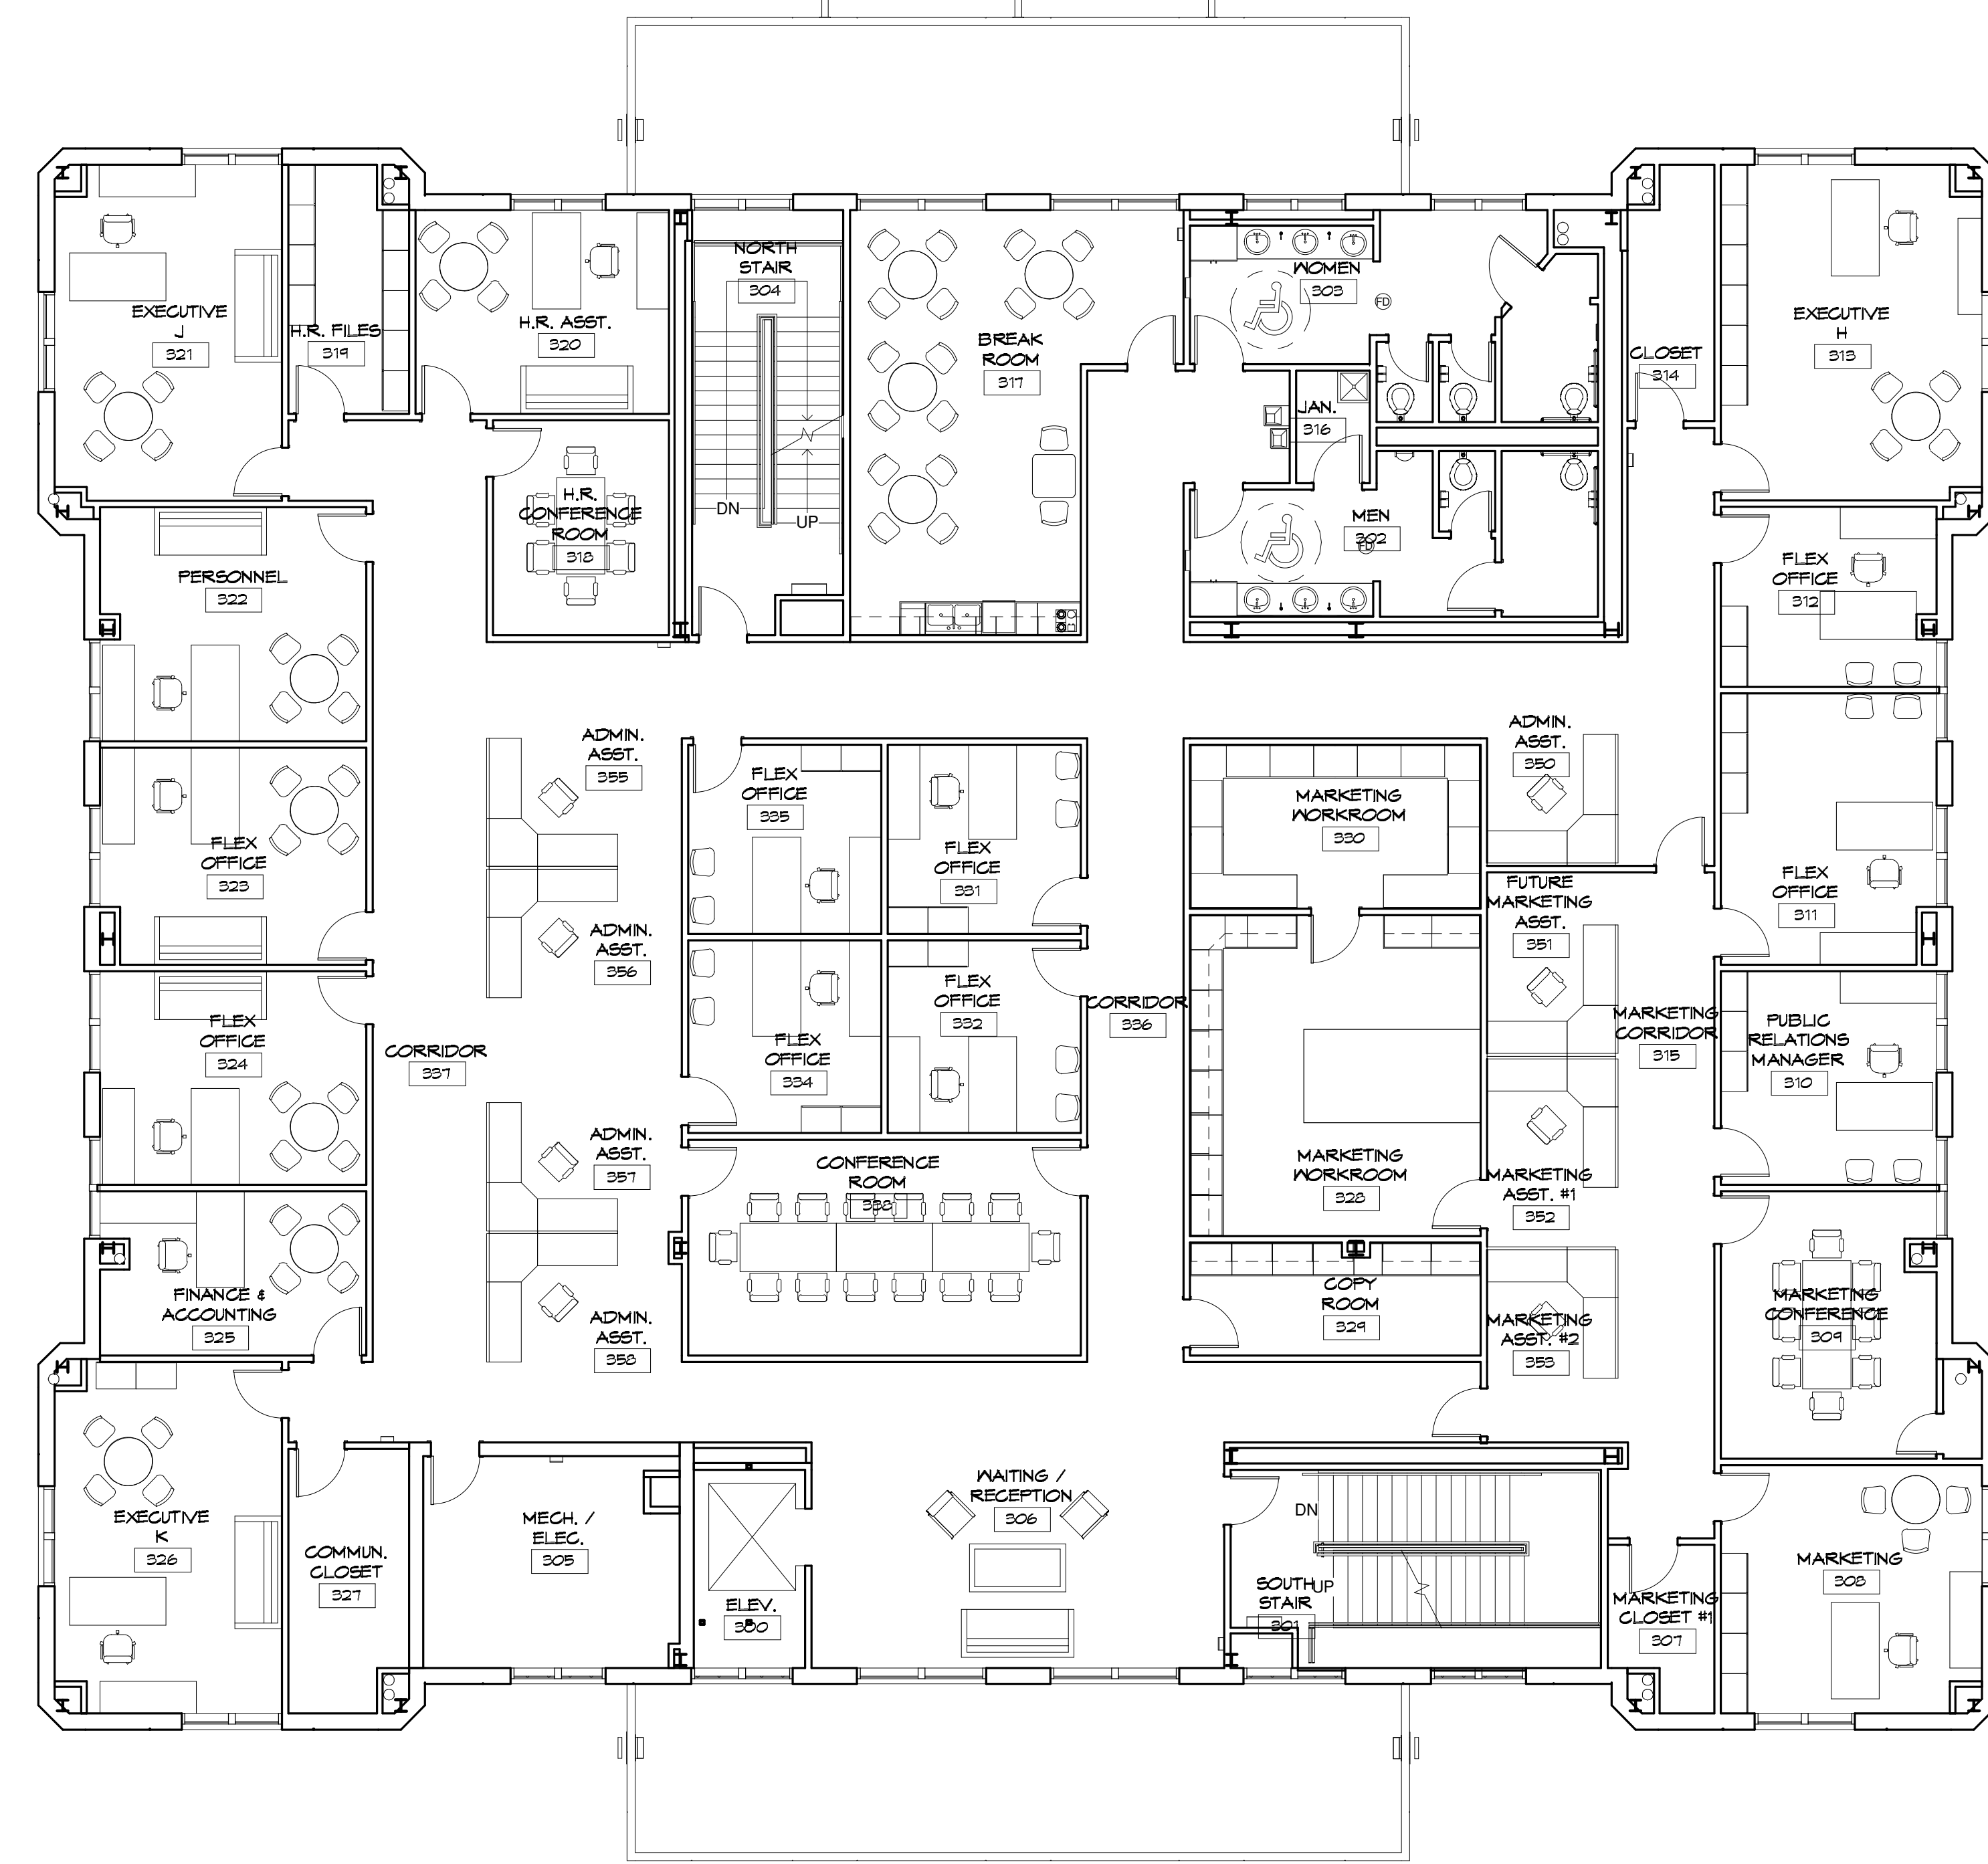 NORTH
STAIR
304
WOMEN
303
FD
EXECUTIVE
J
321
H.R. FILES
319
H.R. ASST.
320
BREAK
ROOM
317
CLOSET
314
EXECUTIVE
H
313
JAN.
316
H.R.
CONFERENCE
ROOM
318
DN
UP
MEN
302
FD
PERSONNEL
322
FLEX
OFFICE
312
ADMIN.
ASST.
355
FLEX
OFFICE
335
MARKETING
WORKROOM
330
ADMIN.
ASST.
350
FLEX
OFFICE
323
FLEX
OFFICE
331
FUTURE
MARKETING
ASST.
351
FLEX
OFFICE
311
ADMIN.
ASST.
356
FLEX
OFFICE
332
CORRIDOR
336
FLEX
OFFICE
324
CORRIDOR
337
FLEX
OFFICE
334
MARKETING
CORRIDOR
315
PUBLIC
RELATIONS
MANAGER
310
ADMIN.
ASST.
357
CONFERENCE
ROOM
338
MARKETING
WORKROOM
328
MARKETING
ASST. #1
352
FINANCE &
ACCOUNTING
325
ADMIN.
ASST.
358
COPY
ROOM
329
MARKETING
ASST. #2
353
MARKETING
CONFERENCE
309
EXECUTIVE
K
326
COMMUN.
CLOSET
327
MECH. /
ELEC.
305
ELEV.
300
WAITING /
RECEPTION
306
DN
UP
SOUTH
STAIR
301
MARKETING
CLOSET #1
307
MARKETING
308